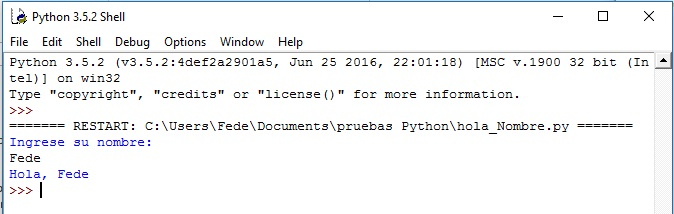 Python 3.5.2 Shell
File Edit Shell Debug Options Window Help
Python 3.5.2 (v3.5.2:4def2a2901a5, Jun 25 2016, 22:01:18) [MSC v.1900 32 bit (In
tel)] on win32
Type "copyright", "credits" or "license()" for more information.
>>>
======= RESTART: C:\Users\Fede\Documents\pruebas Python\hola_Nombre.py =======
Ingrese su nombre:
Fede
Hola, Fede
>>>